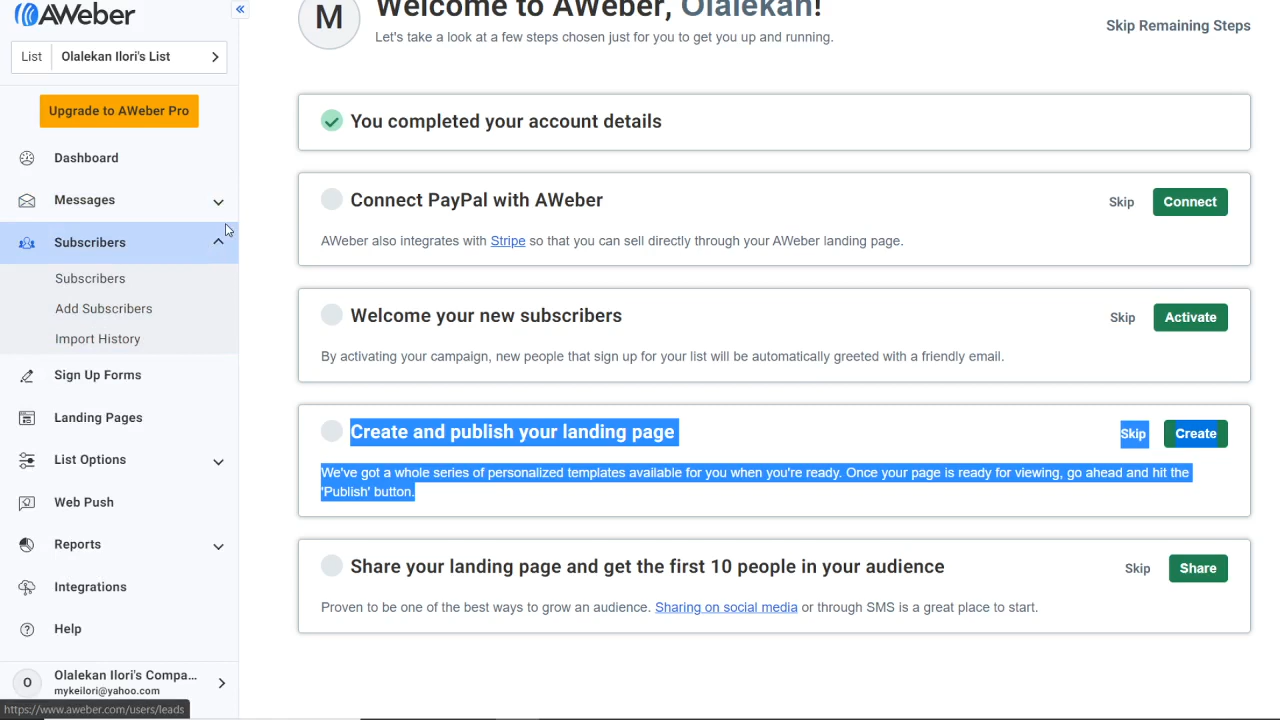 AWeber
«
List Olalekan Ilori's List
Upgrade to AWeber Pro
Dashboard
Messages
Subscribers
Subscribers
Add Subscribers
Import History
Sign Up Forms
Landing Pages
List Options
Web Push
Reports
Integrations
Help
O
Olalekan Ilori's Compa...
mykeilori@yahoo.com
https://www.aweber.com/users/leads
M
Welcome to AWeber, Olalekan!
Let's take a look at a few steps chosen just for you to get you up and running.
Skip Remaining Steps
You completed your account details
Connect PayPal with AWeber
Skip Connect
AWeber also integrates with Stripe so that you can sell directly through your AWeber landing page.
Welcome your new subscribers
Skip Activate
By activating your campaign, new people that sign up for your list will be automatically greeted with a friendly email.
Create and publish your landing page
Skip Create
We've got a whole series of personalized templates available for you when you're ready. Once your page is ready for viewing, go ahead and hit the
'Publish' button.
Share your landing page and get the first 10 people in your audience
Skip Share
Proven to be one of the best ways to grow an audience. Sharing on social media or through SMS is a great place to start.